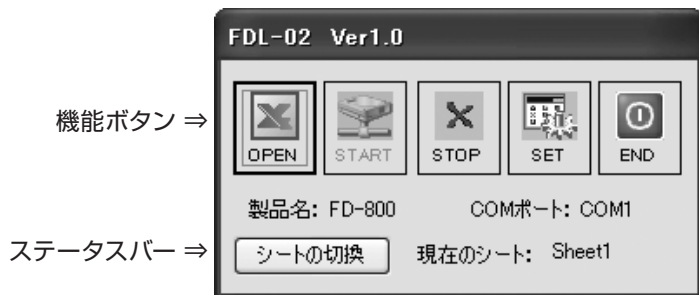 FDL-02 Ver1.0
機能ボタン ⇒
OPEN START STOP SET END
製品名: FD-800 COMポート: COM1
ステータスバー ⇒ シートの切換 現在のシート: Sheet1